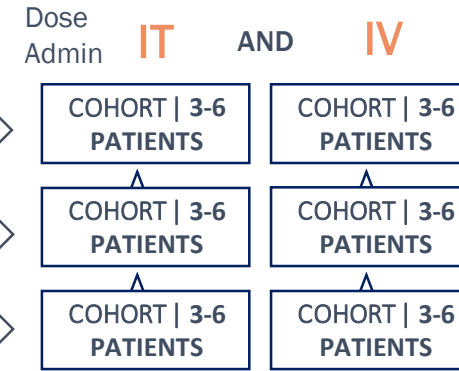 Dose
Admin IT AND IV
COHORT | 3-6
PATIENTS
COHORT | 3-6
PATIENTS
COHORT | 3-6
PATIENTS
COHORT | 3-6
PATIENTS
COHORT | 3-6
PATIENTS
COHORT | 3-6
PATIENTS